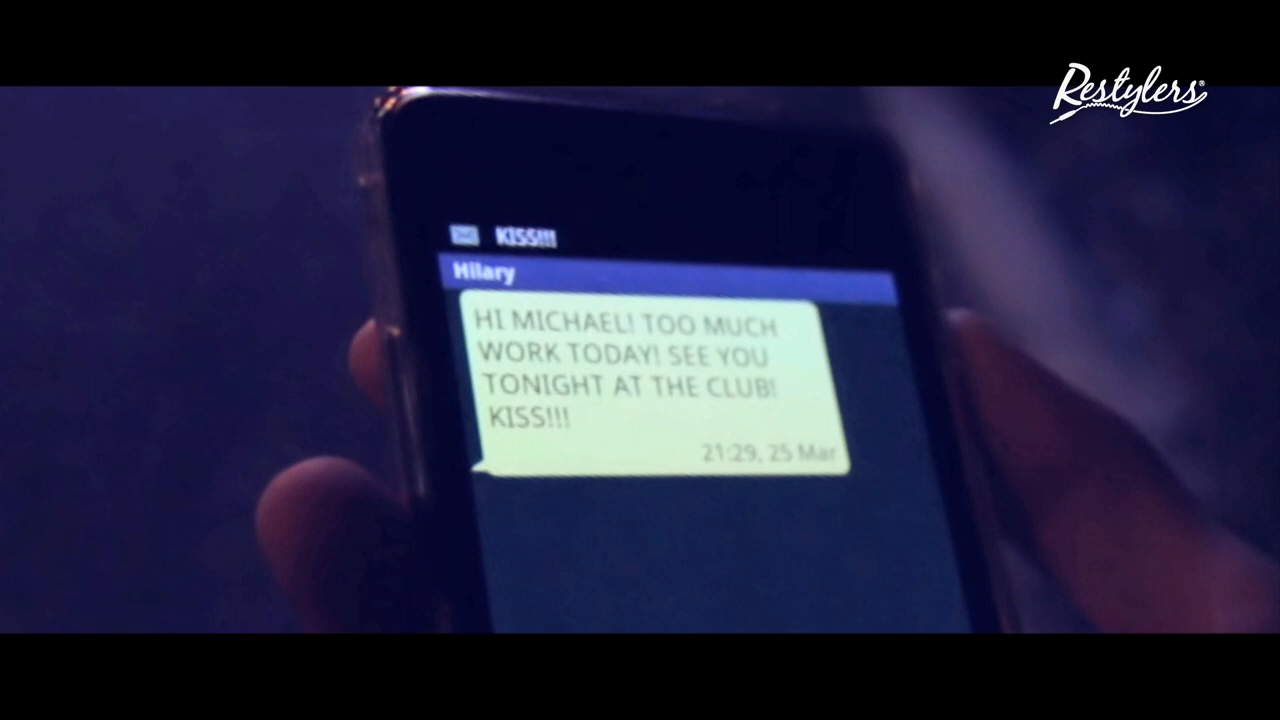 Restylers®
KISS!!!
Hilary
HI MICHAEL! TOO MUCH
WORK TODAY! SEE YOU
TONIGHT AT THE CLUB!
KISS!!!
21:29, 25 Mar